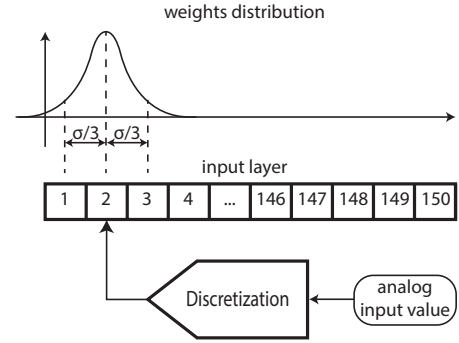 weights distribution
σ/3 σ/3
input layer
1 2 3 4 ... 146 147 148 149 150
Discretization
analog
input value